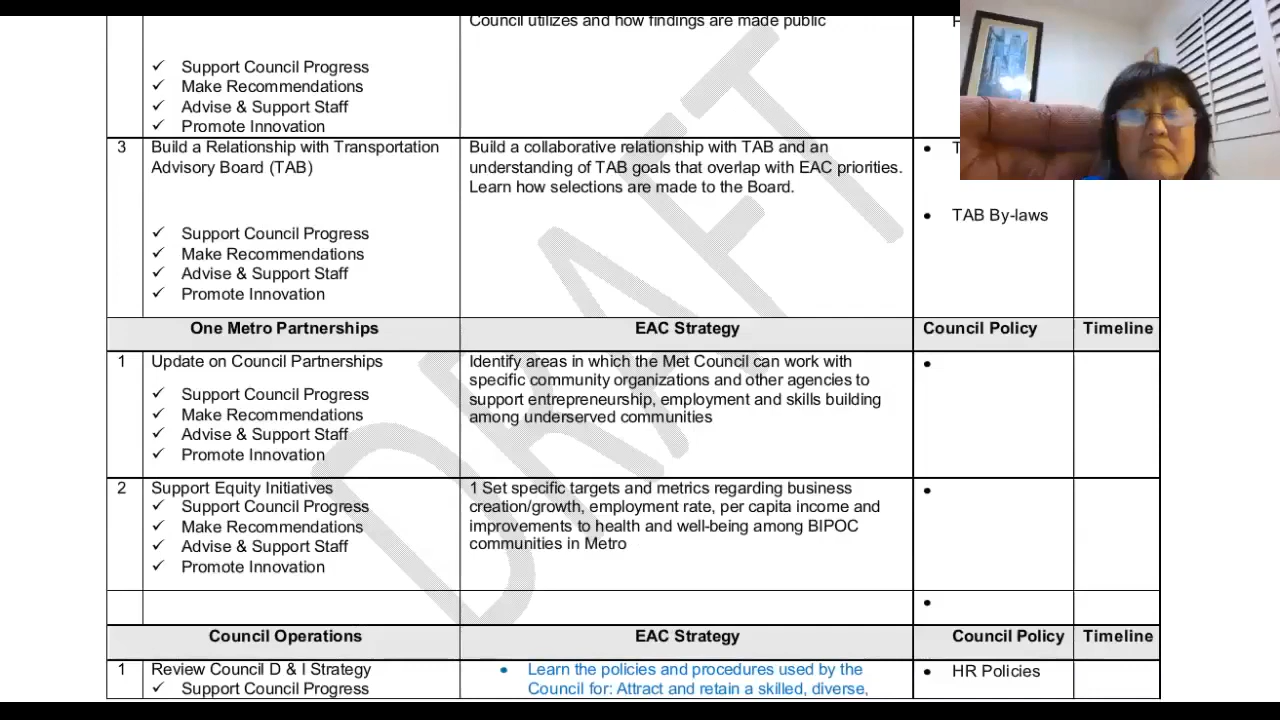 Council utilizes and how findings are made public
✓ Support Council Progress
✓ Make Recommendations
✓ Advise & Support Staff
✓ Promote Innovation
3 Build a Relationship with Transportation
Advisory Board (TAB)
✓ Support Council Progress
✓ Make Recommendations
✓ Advise & Support Staff
✓ Promote Innovation
Build a collaborative relationship with TAB and an
understanding of TAB goals that overlap with EAC priorities.
Learn how selections are made to the Board.
• TAB By-laws
One Metro Partnerships EAC Strategy Council Policy Timeline
1 Update on Council Partnerships
✓ Support Council Progress
✓ Make Recommendations
✓ Advise & Support Staff
✓ Promote Innovation
Identify areas in which the Met Council can work with
specific community organizations and other agencies to
support entrepreneurship, employment and skills building
among underserved communities
2 Support Equity Initiatives
✓ Support Council Progress
✓ Make Recommendations
✓ Advise & Support Staff
✓ Promote Innovation
1 Set specific targets and metrics regarding business
creation/growth, employment rate, per capita income and
improvements to health and well-being among BIPOC
communities in Metro
Council Operations EAC Strategy Council Policy Timeline
1 Review Council D & I Strategy
✓ Support Council Progress
• Learn the policies and procedures used by the
Council for: Attract and retain a skilled, diverse,
• HR Policies
DRAFT